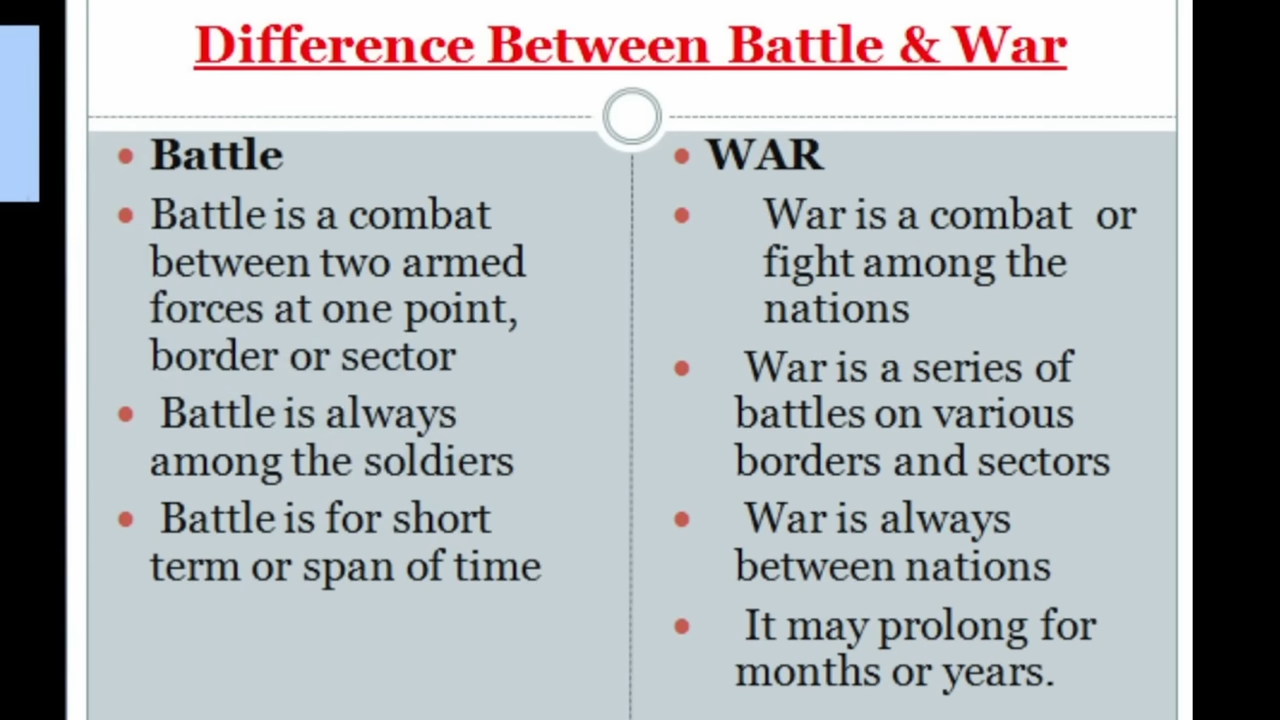 Difference Between Battle & War
Battle
Battle is a combat
between two armed
forces at one point,
border or sector
Battle is always
among the soldiers
Battle is for short
term or span of time
WAR
War is a combat or
fight among the
nations
War is a series of
battles on various
borders and sectors
War is always
between nations
It may prolong for
months or years.